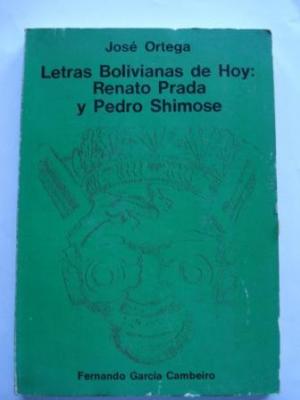 José Ortega
Letras Bolivianas de Hoy:
Renato Prada
y Pedro Shimose
Fernando García Cambeiro